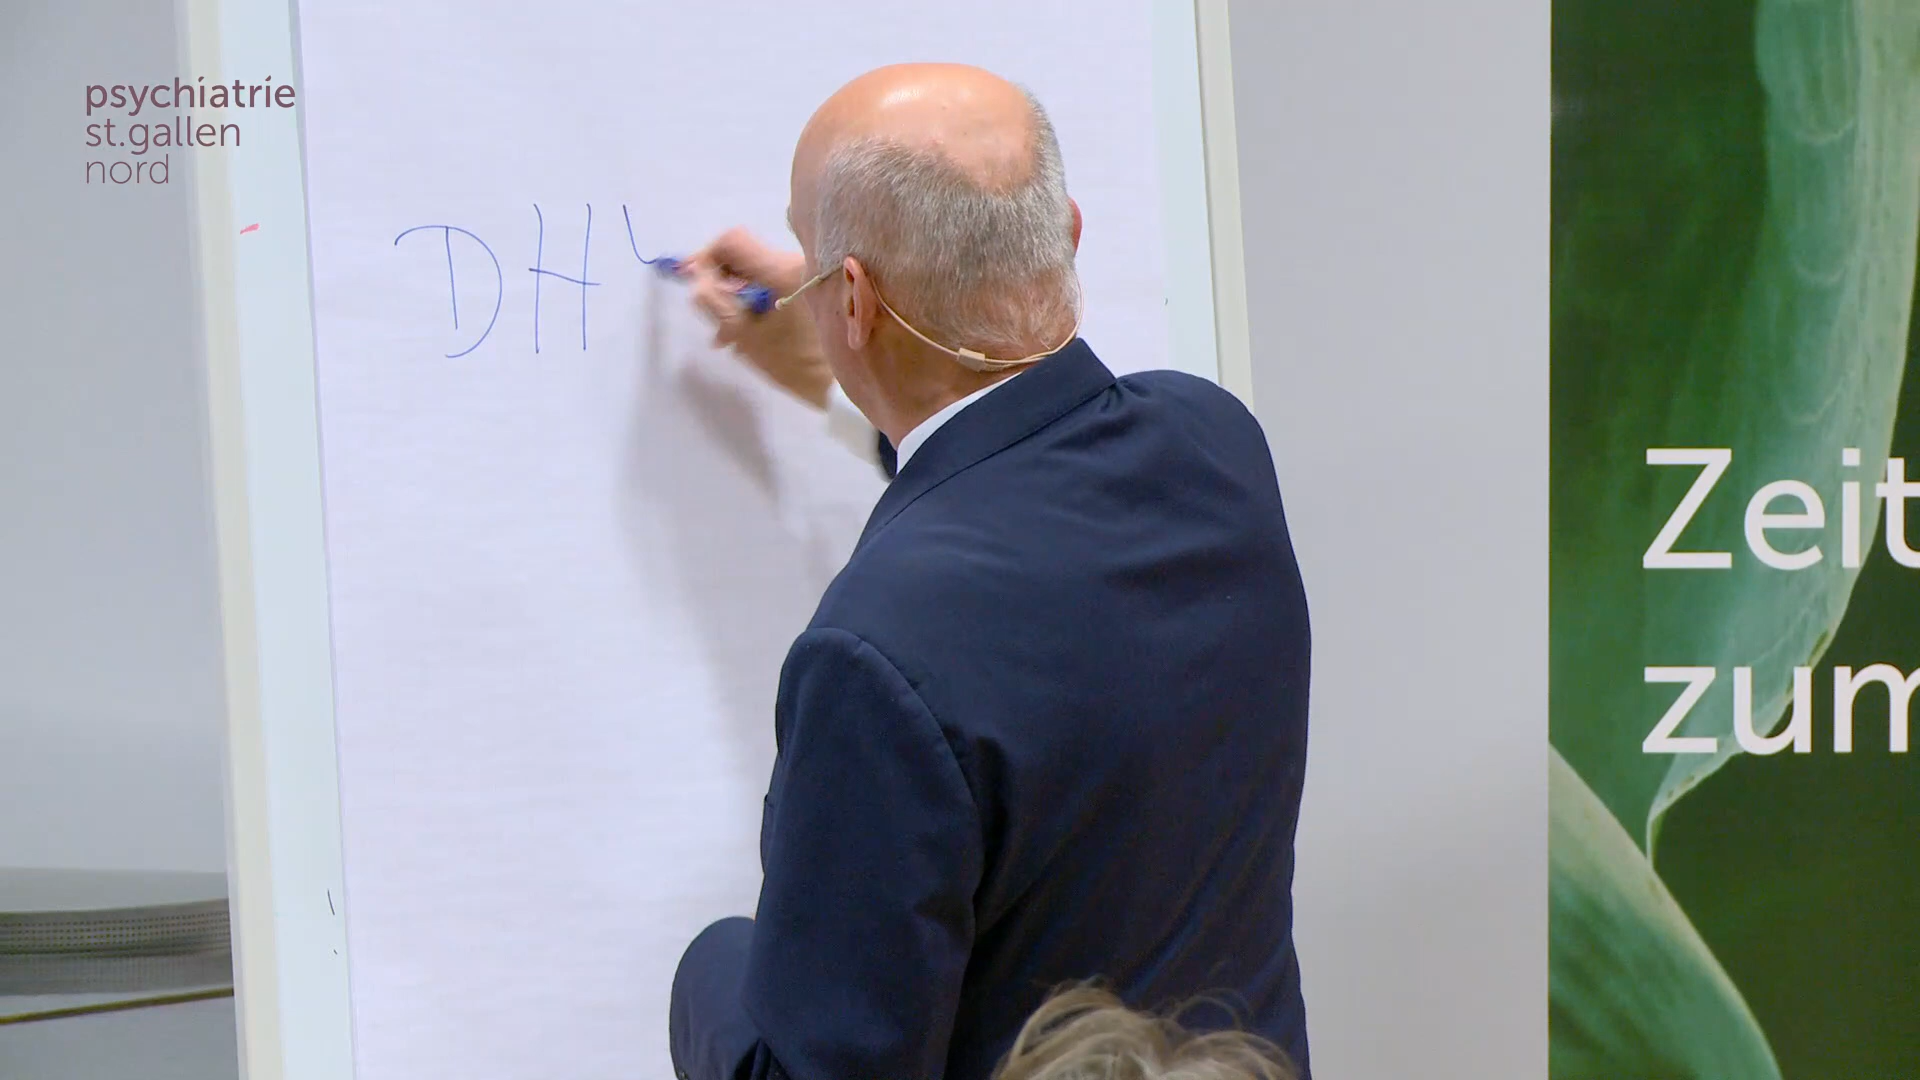 psychiatrie
st.gallen
nord
DH
Zeit
zum